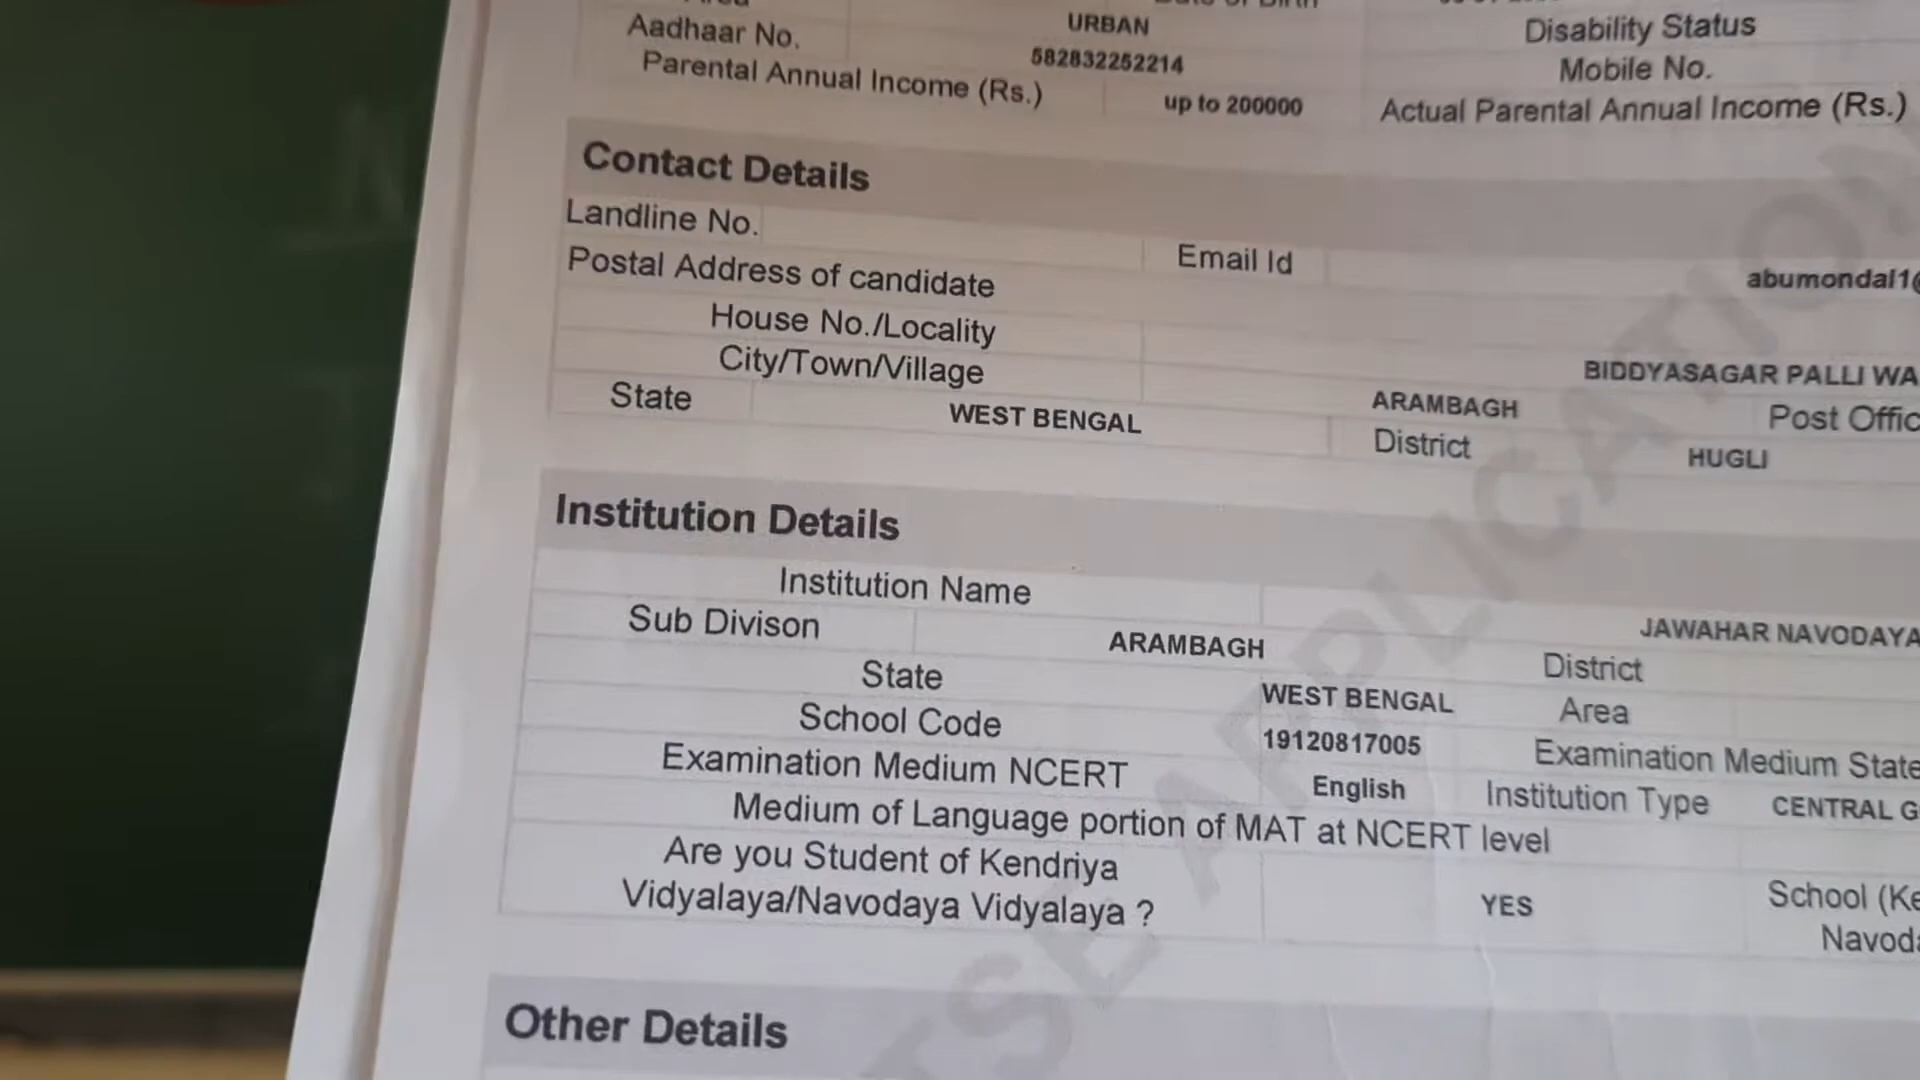 URBAN
Disability Status
Aadhaar No.
582832252214
Mobile No.
Parental Annual Income (Rs.)
up to 200000
Actual Parental Annual Income (Rs.)
Contact Details
Landline No.
Email Id
abumondal1@
Postal Address of candidate
House No./Locality
BIDDYASAGAR PALLI WA
City/Town/Village
ARAMBAGH
Post Offic
State
WEST BENGAL
District
HUGLI
Institution Details
Institution Name
JAWAHAR NAVODAYA
Sub Divison
ARAMBAGH
District
State
WEST BENGAL
Area
School Code
19120817005
Examination Medium State
Examination Medium NCERT
English
Institution Type
CENTRAL G
Medium of Language portion of MAT at NCERT level
Are you Student of Kendriya
Vidyalaya/Navodaya Vidyalaya ?
YES
School (Ke
Navoda
Other Details
TSE APPLICATION